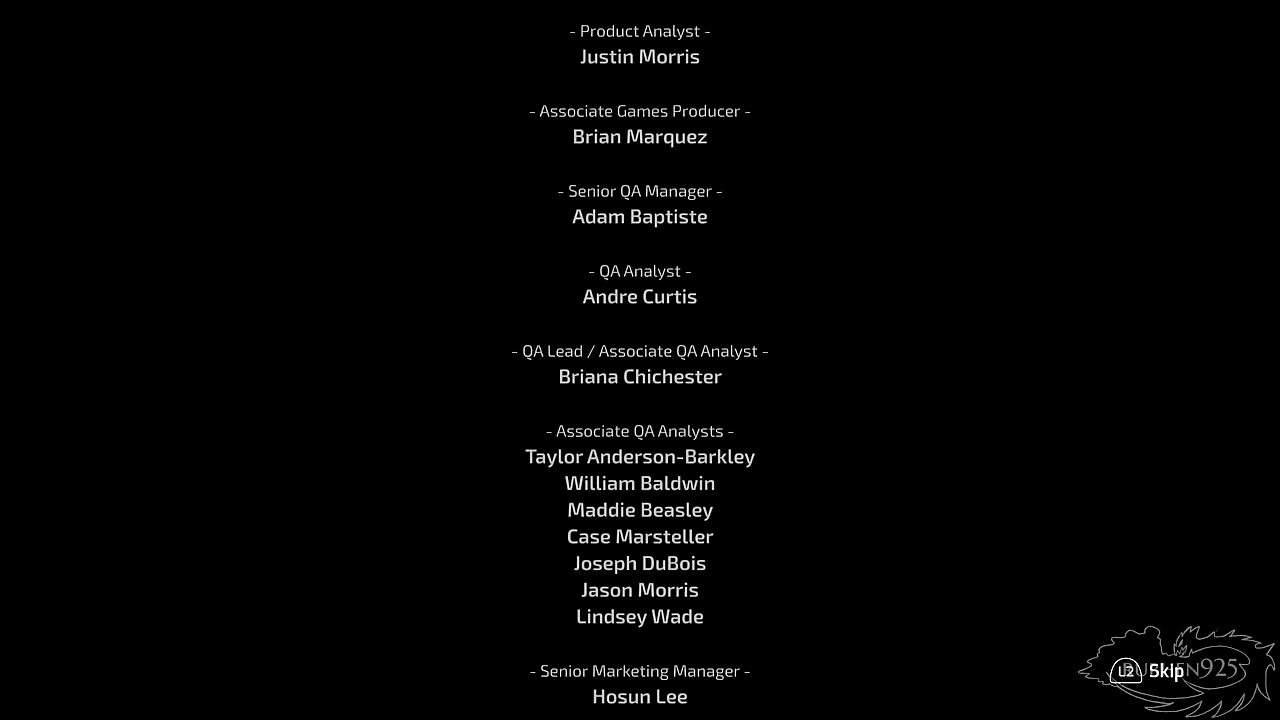 - Product Analyst -
Justin Morris
- Associate Games Producer -
Brian Marquez
- Senior QA Manager -
Adam Baptiste
- QA Analyst -
Andre Curtis
- QA Lead / Associate QA Analyst -
Briana Chichester
- Associate QA Analysts -
Taylor Anderson-Barkley
William Baldwin
Maddie Beasley
Case Marsteller
Joseph DuBois
Jason Morris
Lindsey Wade
- Senior Marketing Manager -
Hosun Lee
L2 Skip